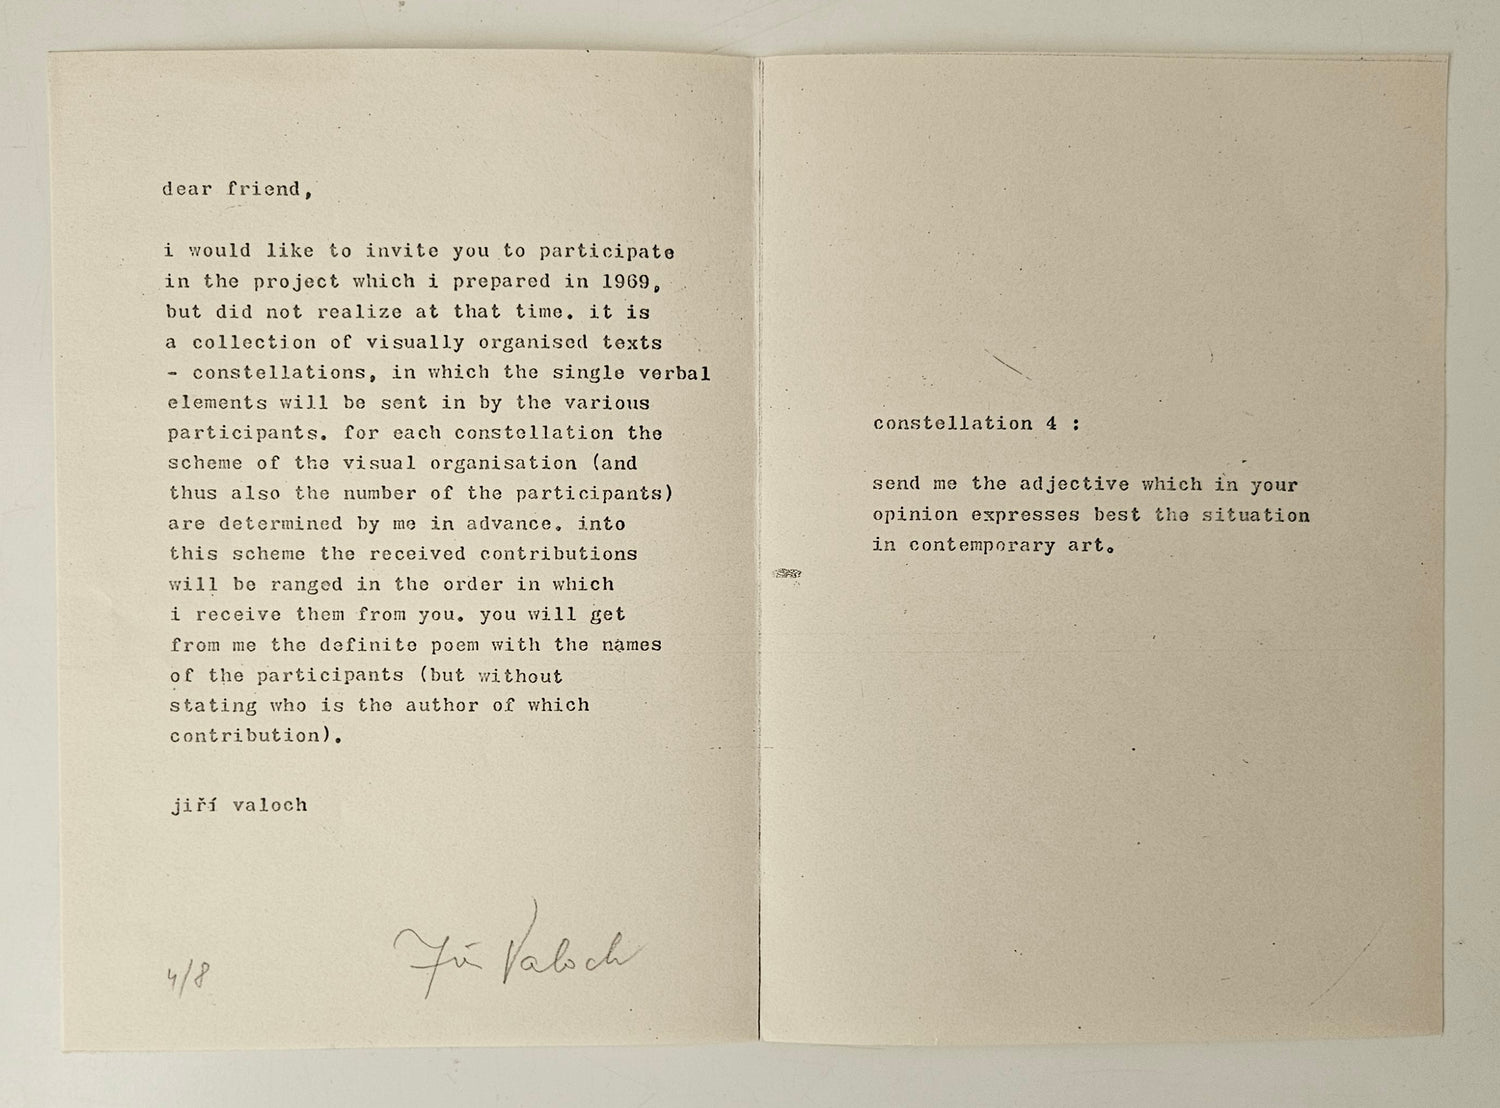 dear friend,
i would like to invite you to participate
in the project which i prepared in 1969,
but did not realize at that time. it is
a collection of visually organised texts
- constellations, in which the single verbal
elements will be sent in by the various
participants. for each constellation the
scheme of the visual organisation (and
thus also the number of the participants)
are determined by me in advance. into
this scheme the received contributions
will be ranged in the order in which
i receive them from you. you will get
from me the definite poem with the names
of the participants (but without
stating who is the author of which
contribution).
jiří valoch
4/8
Jiří Valoch
constellation 4 :
send me the adjective which in your
opinion expresses best the situation
in contemporary art.